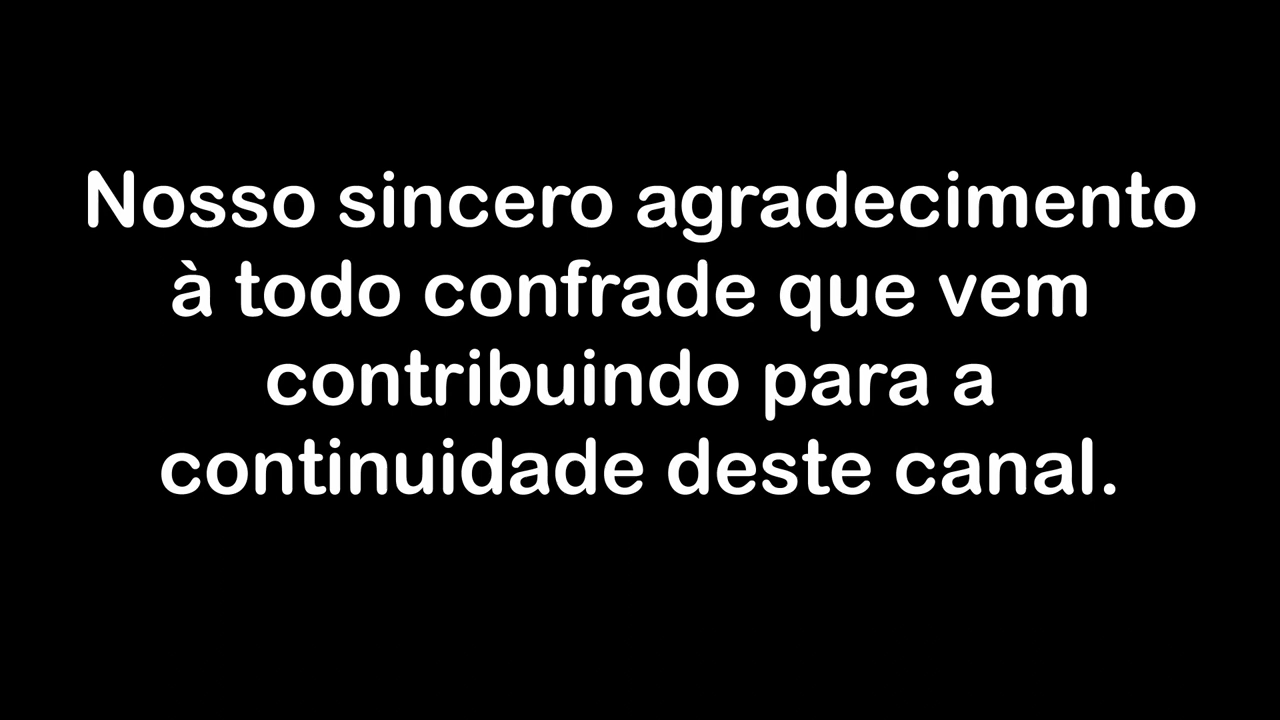 Nosso sincero agradecimento
à todo confrade que vem
contribuindo para a
continuidade deste canal.